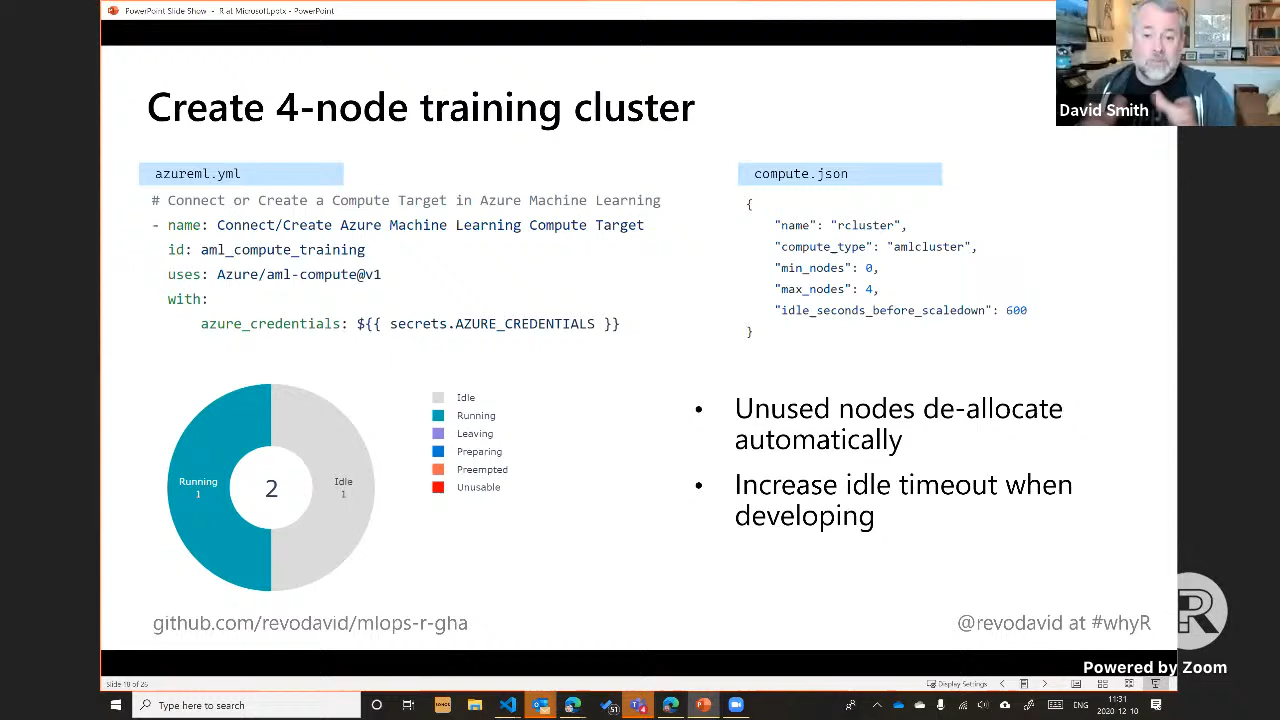 PowerPoint Slide Show - R at Microsoft.pptx - PowerPoint
David Smith
Create 4-node training cluster
azureml.yml
# Connect or Create a Compute Target in Azure Machine Learning
- name: Connect/Create Azure Machine Learning Compute Target
id: aml_compute_training
uses: Azure/aml-compute@v1
with:
azure_credentials: ${{ secrets.AZURE_CREDENTIALS }}
compute.json
{
"name": "rcluster",
"compute_type": "amlcluster",
"min_nodes": 0,
"max_nodes": 4,
"idle_seconds_before_scaledown": 600
}
Running
1
2
Idle
1
Idle
Running
Leaving
Preparing
Preempted
Unusable
• Unused nodes de-allocate
automatically
• Increase idle timeout when
developing
github.com/revodavid/mlops-r-gha
@revodavid at #whyR
R
Powered by Zoom
Slide 18 of 26
Display Settings
Type here to search
11:31
2020-12-10